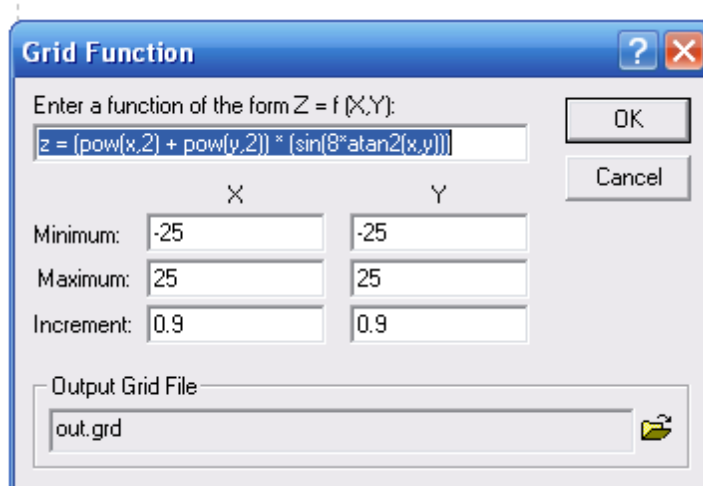 Grid Function
Enter a function of the form Z = f (X,Y):
z = (pow(x,2) + pow(y,2)) * (sin(8*atan2(x,y)))
OK
Cancel
X Y
Minimum: -25 -25
Maximum: 25 25
Increment: 0.9 0.9
Output Grid File
out.grd